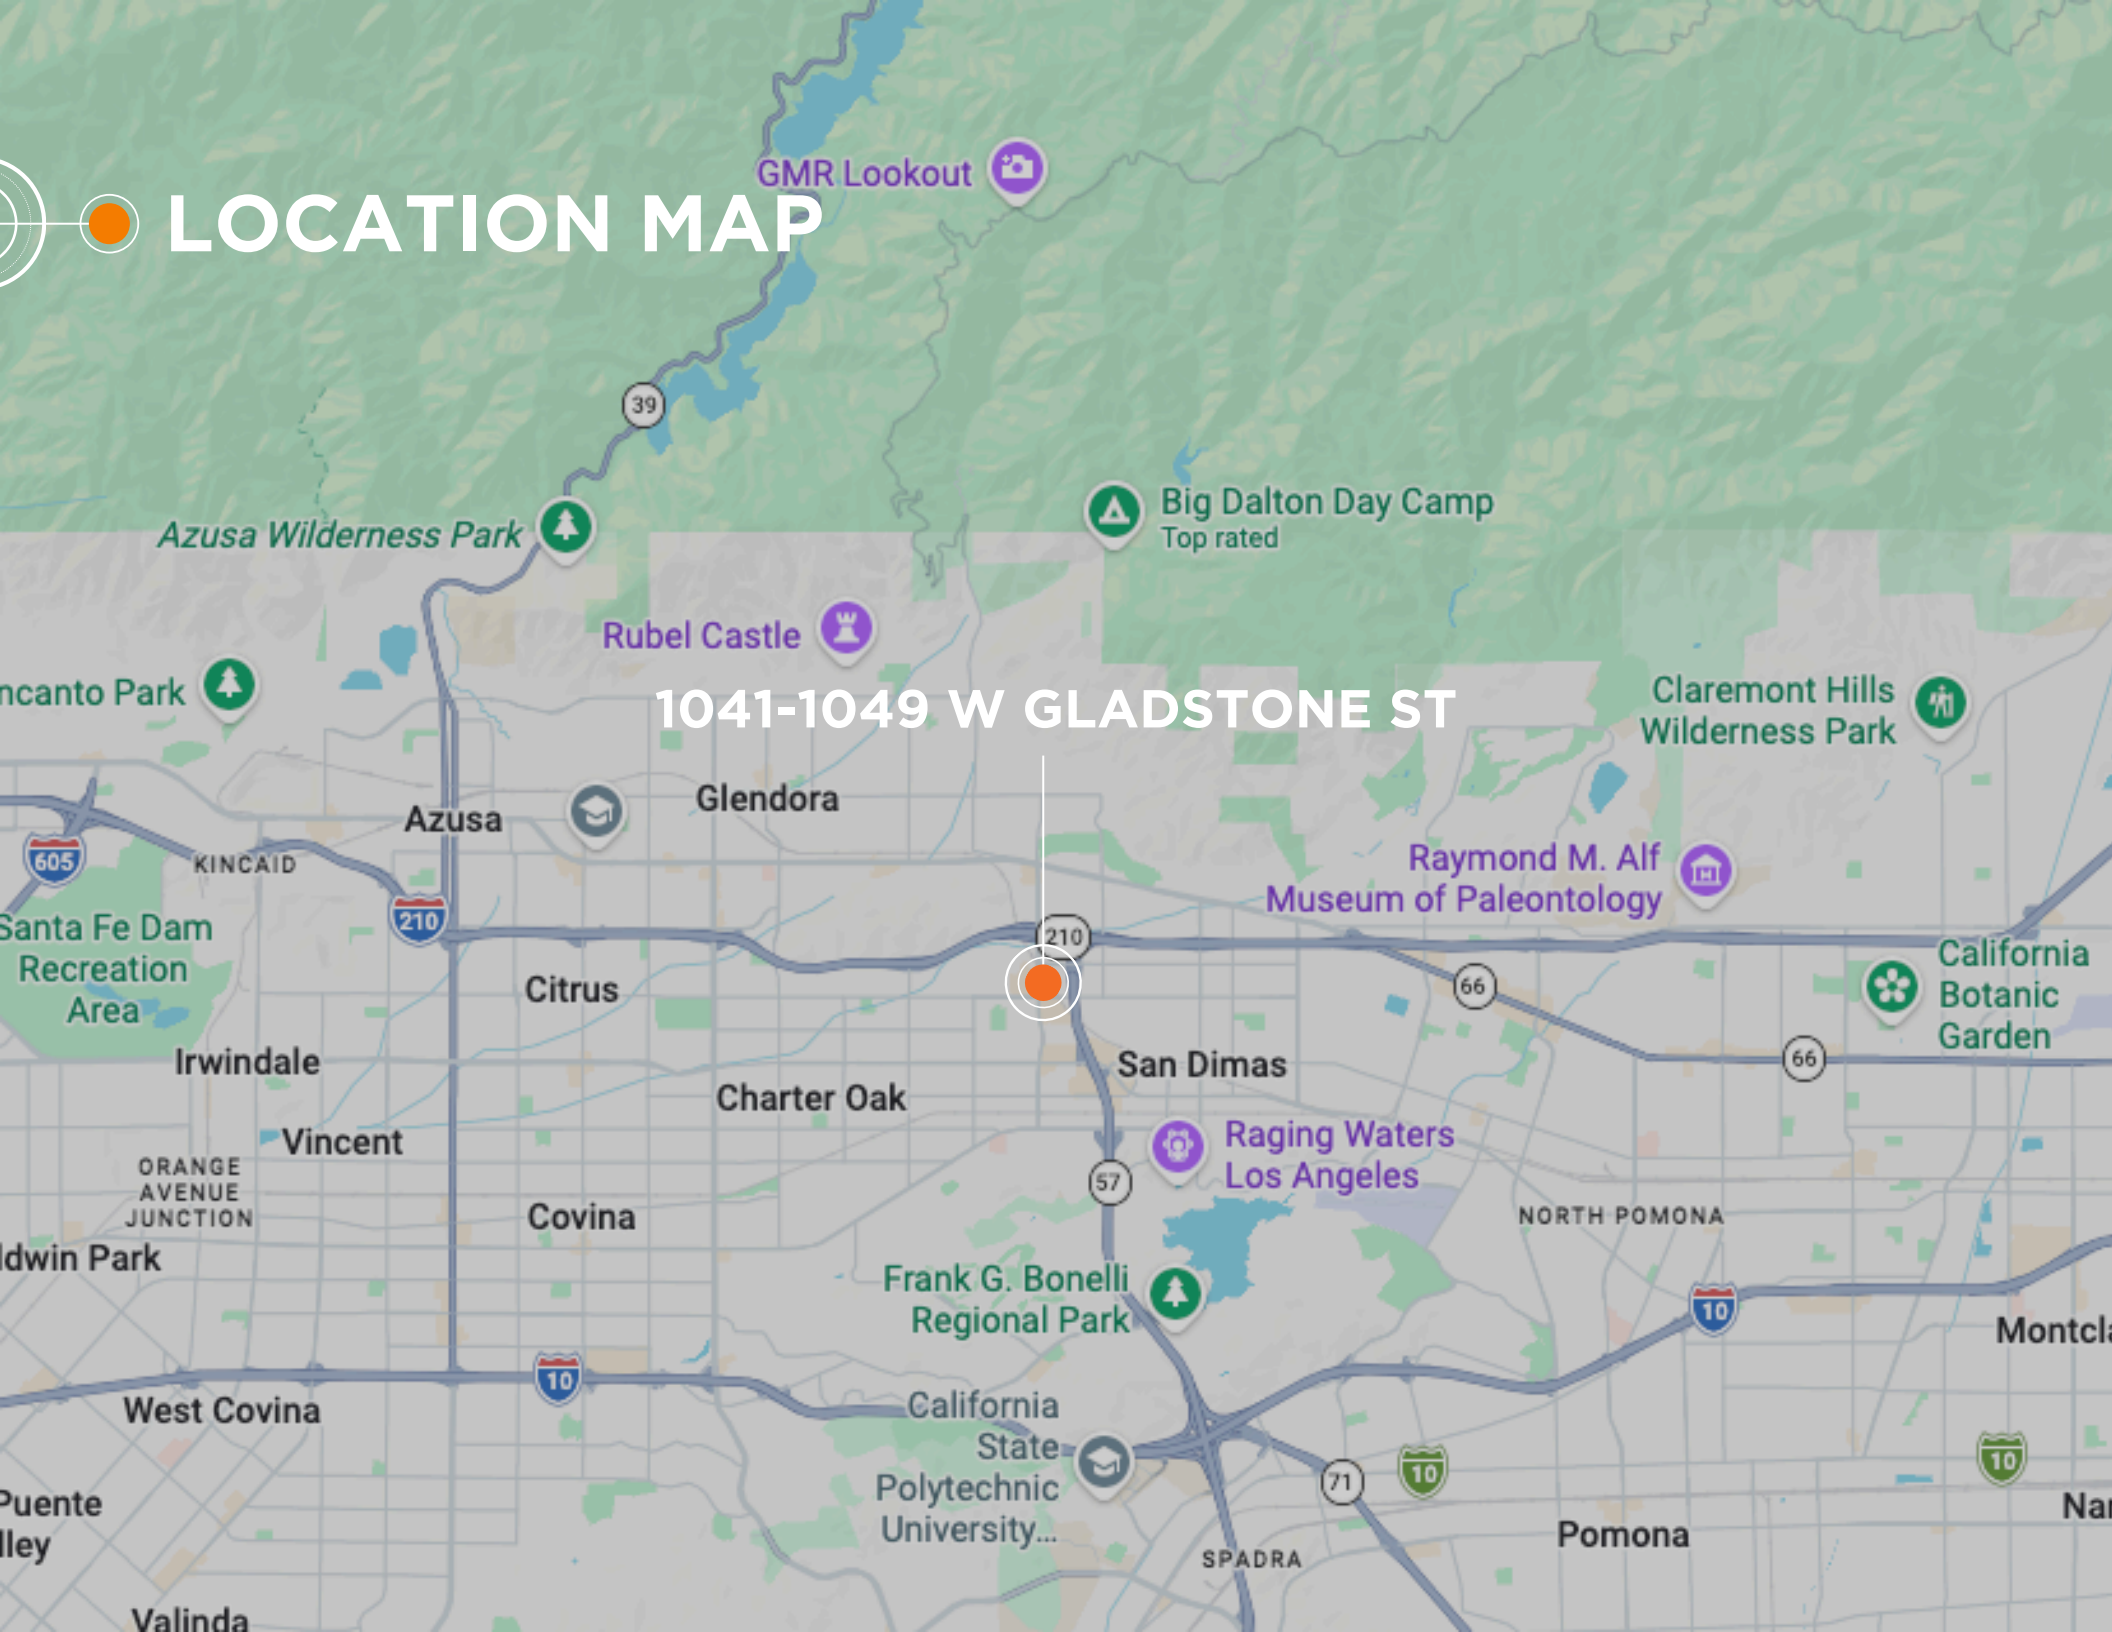 GMR Lookout
LOCATION MAP
39
Big Dalton Day Camp
Top rated
Azusa Wilderness Park
Rubel Castle
ncanto Park
1041-1049 W GLADSTONE ST
Claremont Hills
Wilderness Park
Glendora
Azusa
605
KINCAID
Raymond M. Alf
Museum of Paleontology
210
210
Santa Fe Dam
Recreation
Area
California
Botanic
Garden
Citrus
66
66
Irwindale
San Dimas
Charter Oak
Vincent
Raging Waters
Los Angeles
ORANGE
AVENUE
JUNCTION
57
Covina
NORTH POMONA
ldwin Park
Frank G. Bonelli
Regional Park
10
Montcla
10
West Covina
California
State
Polytechnic
University...
71
10
10
Puente
lley
Nar
Pomona
SPADRA
Valinda